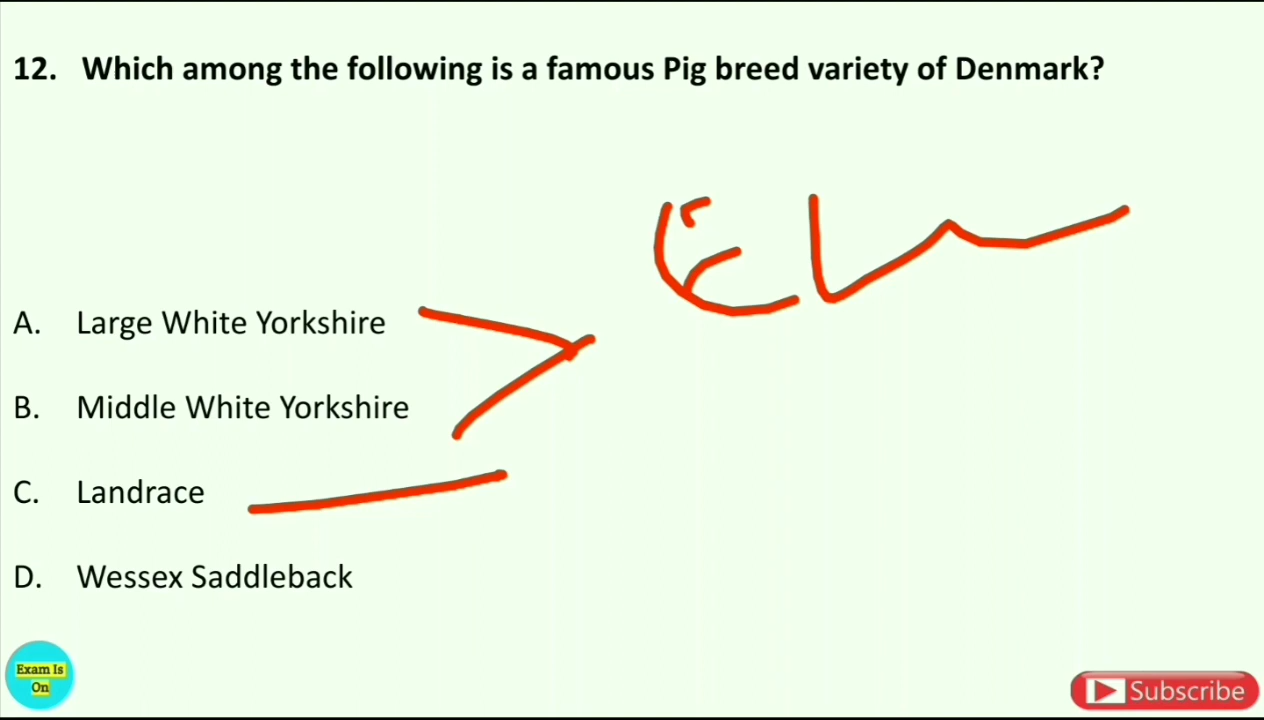 12. Which among the following is a famous Pig breed variety of Denmark?
A. Large White Yorkshire
B. Middle White Yorkshire
C. Landrace
D. Wessex Saddleback
Exam Is
On
Subscribe